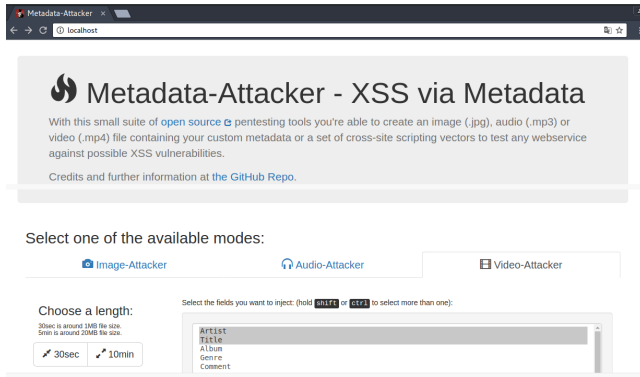 Metadata-Attacker
localhost
Metadata-Attacker - XSS via Metadata
With this small suite of open source pentesting tools you're able to create an image (.jpg), audio (.mp3) or
video (.mp4) file containing your custom metadata or a set of cross-site scripting vectors to test any webservice
against possible XSS vulnerabilities.
Credits and further information at the GitHub Repo.
Select one of the available modes:
Image-Attacker
Audio-Attacker
Video-Attacker
Choose a length:
30sec is around 1MB file size.
5min is around 20MB file size.
30sec
10min
Select the fields you want to inject: (hold shift or ctrl to select more than one):
Artist
Title
Album
Genre
Comment